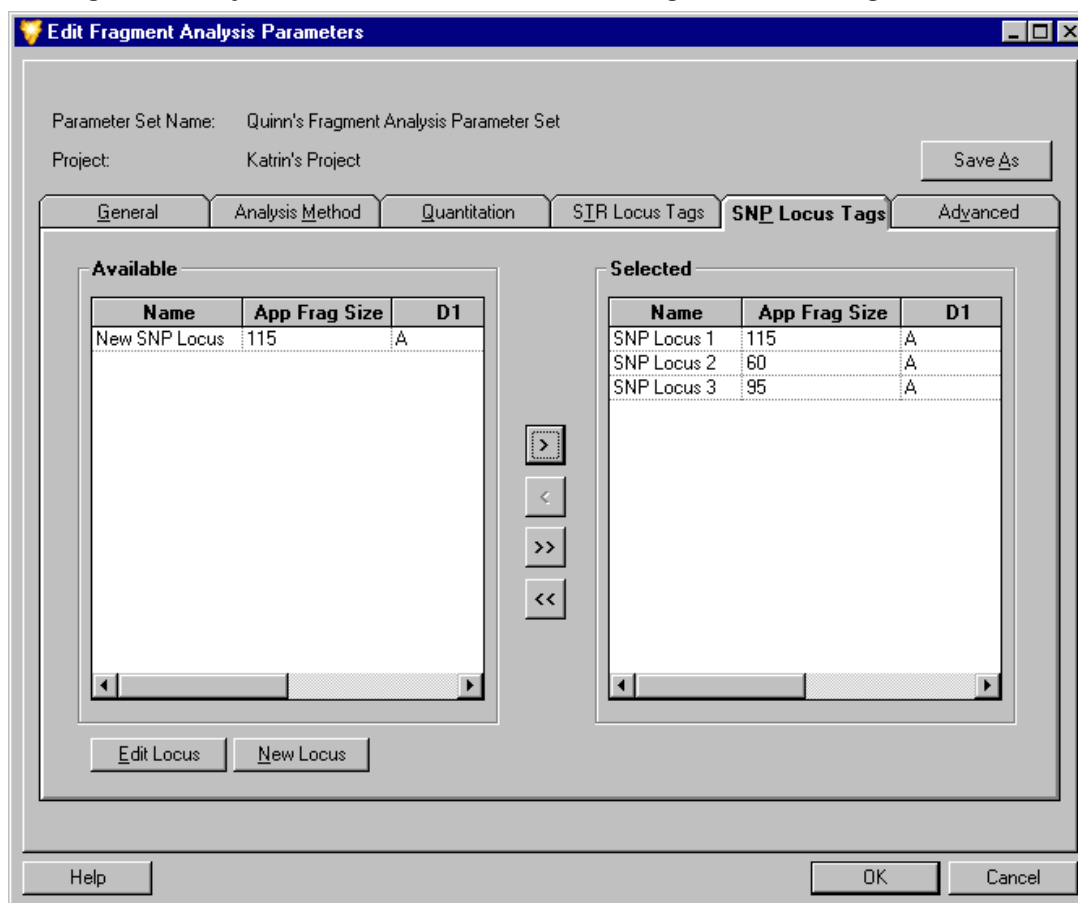 Edit Fragment Analysis Parameters
Parameter Set Name: Quinn's Fragment Analysis Parameter Set
Project: Katrin's Project
Save As
General Analysis Method Quantitation STR Locus Tags SNP Locus Tags Advanced
Available Selected
Name App Frag Size D1 Name App Frag Size D1
New SNP Locus 115 A SNP Locus 1 115 A
SNP Locus 2 60 A
SNP Locus 3 95 A
>
<
>>
<<
Edit Locus New Locus
Help OK Cancel